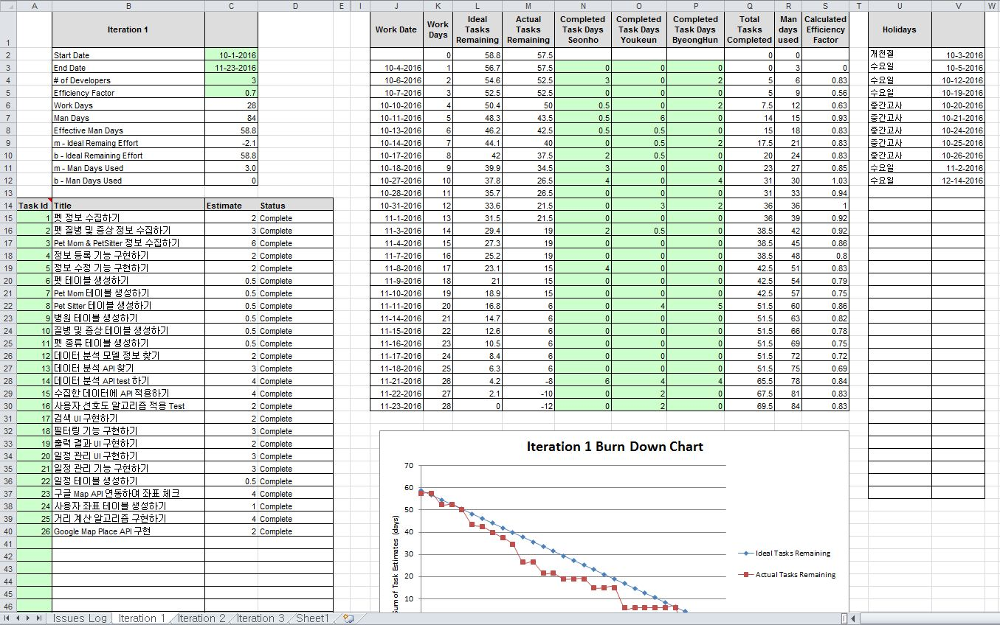 A B C D E I J K L M N O P Q R S T U V W
1 Iteration 1 Work Date Work Days Ideal Tasks Remaining Actual Tasks Remaining Completed Task Days Seonho Completed Task Days Youkeun Completed Task Days ByeongHun Total Tasks Completed Man days used Calculated Efficiency Factor Holidays
2 Start Date 10-1-2016 0 58.8 57.5 0 0 개천절 10-3-2016
3 End Date 11-23-2016 10-4-2016 1 56.7 57.5 0 0 0 0 3 0 수요일 10-5-2016
4 # of Developers 3 10-6-2016 2 54.6 52.5 3 0 2 5 6 0.83 수요일 10-12-2016
5 Efficiency Factor 0.7 10-7-2016 3 52.5 52.5 0 0 0 5 9 0.56 수요일 10-19-2016
6 Work Days 28 10-10-2016 4 50.4 50 0.5 0 2 7.5 12 0.63 중간고사 10-20-2016
7 Man Days 84 10-11-2016 5 48.3 43.5 0.5 6 0 14 15 0.93 중간고사 10-21-2016
8 Effective Man Days 58.8 10-13-2016 6 46.2 42.5 0.5 0.5 0 15 18 0.83 중간고사 10-24-2016
9 m - Ideal Remaing Effort -2.1 10-14-2016 7 44.1 40 0 0.5 2 17.5 21 0.83 중간고사 10-25-2016
10 b - Ideal Remaining Effort 58.8 10-17-2016 8 42 37.5 2 0.5 0 20 24 0.83 중간고사 10-26-2016
11 m - Man Days Used 3.0 10-18-2016 9 39.9 34.5 3 0 0 23 27 0.85 수요일 11-2-2016
12 b - Man Days Used 0 10-27-2016 10 37.8 26.5 4 0 4 31 30 1.03 수요일 12-14-2016
13 10-28-2016 11 35.7 26.5 0 0 0 31 33 0.94
14 Task Id Title Estimate Status 10-31-2016 12 33.6 21.5 0 3 2 36 36 1
15 1 펫 정보 수집하기 2 Complete 11-1-2016 13 31.5 21.5 0 0 0 36 39 0.92
16 2 펫 질병 및 증상 정보 수집하기 3 Complete 11-3-2016 14 29.4 19 2 0.5 0 38.5 42 0.92
17 3 Pet Mom & PetSitter 정보 수집하기 6 Complete 11-4-2016 15 27.3 19 0 0 0 38.5 45 0.86
18 4 정보 등록 기능 구현하기 2 Complete 11-7-2016 16 25.2 19 0 0 0 38.5 48 0.8
19 5 정보 수정 기능 구현하기 2 Complete 11-8-2016 17 23.1 15 4 0 0 42.5 51 0.83
20 6 펫 테이블 생성하기 0.5 Complete 11-9-2016 18 21 15 0 0 0 42.5 54 0.79
21 7 Pet Mom 테이블 생성하기 0.5 Complete 11-10-2016 19 18.9 15 0 0 0 42.5 57 0.75
22 8 Pet Sitter 테이블 생성하기 0.5 Complete 11-11-2016 20 16.8 6 0 4 5 51.5 60 0.86
23 9 병원 테이블 생성하기 0.5 Complete 11-14-2016 21 14.7 6 0 0 0 51.5 63 0.82
24 10 질병 및 증상 테이블 생성하기 0.5 Complete 11-15-2016 22 12.6 6 0 0 0 51.5 66 0.78
25 11 펫 종류 테이블 생성하기 0.5 Complete 11-16-2016 23 10.5 6 0 0 0 51.5 69 0.75
26 12 데이터 분석 모델 정보 찾기 2 Complete 11-17-2016 24 8.4 6 0 0 0 51.5 72 0.72
27 13 데이터 분석 API 찾기 3 Complete 11-18-2016 25 6.3 6 0 0 0 51.5 75 0.69
28 14 데이터 분석 API test 하기 4 Complete 11-21-2016 26 4.2 -8 6 4 4 65.5 78 0.84
29 15 수집한 데이터에 API 적용하기 4 Complete 11-22-2016 27 2.1 -10 0 2 0 67.5 81 0.83
30 16 사용자 선호도 알고리즘 적용 Test 2 Complete 11-23-2016 28 0 -12 0 2 0 69.5 84 0.83
31 17 검색 UI 구현하기 2 Complete
32 18 필터링 기능 구현하기 3 Complete
33 19 출력 결과 UI 구현하기 2 Complete
34 20 일정 관리 UI 구현하기 3 Complete
35 21 일정 관리 기능 구현하기 3 Complete
36 22 일정 테이블 생성하기 0.5 Complete
37 23 구글 Map API 연동하여 좌표 체크 4 Complete
38 24 사용자 좌표 테이블 생성하기 1 Complete
39 25 거리 계산 알고리즘 구현하기 4 Complete
40 26 Google Map Place API 구현 2 Complete
41
42
43
44
45
46
Iteration 1 Burn Down Chart
70
60
50
40
30
20
10
Sum of Task Estimates (days)
Ideal Tasks Remaining
Actual Tasks Remaining
Issues Log Iteration 1 Iteration 2 Iteration 3 Sheet1